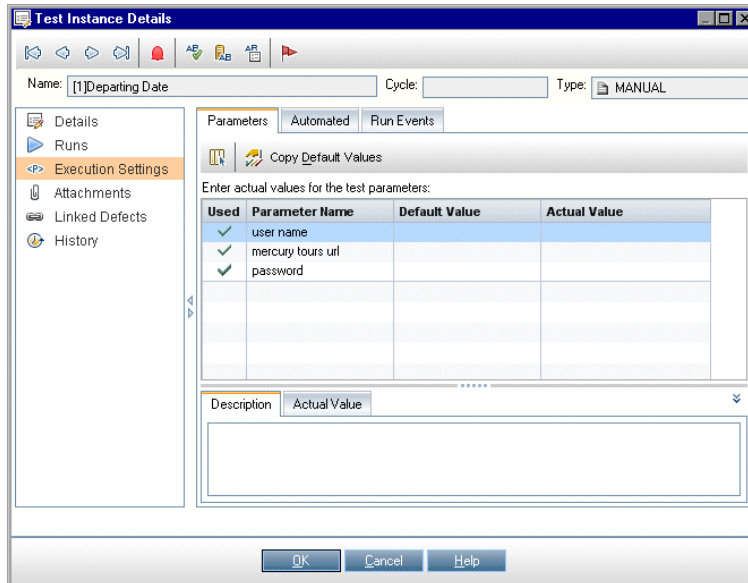 Test Instance Details
Name: [1]Departing Date Cycle: Type: MANUAL
Details
Runs
<P> Execution Settings
Attachments
Linked Defects
History
Parameters Automated Run Events
Copy Default Values
Enter actual values for the test parameters:
Used Parameter Name Default Value Actual Value
user name
mercury tours url
password
Description Actual Value
OK Cancel Help